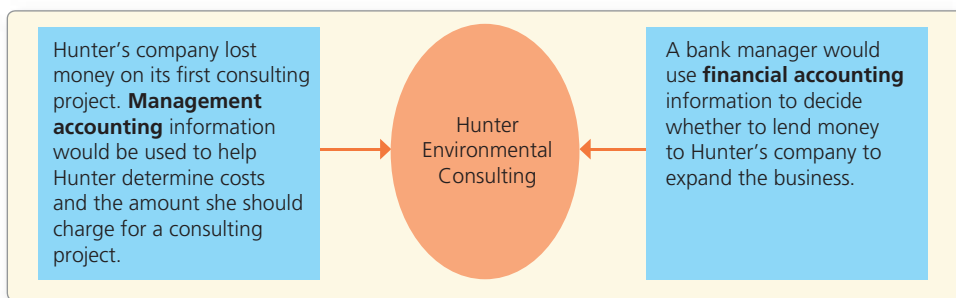 Hunter’s company lost
money on its first consulting
project. Management
accounting information
would be used to help
Hunter determine costs
and the amount she should
charge for a consulting
project.
Hunter
Environmental
Consulting
A bank manager would
use financial accounting
information to decide
whether to lend money
to Hunter’s company to
expand the business.